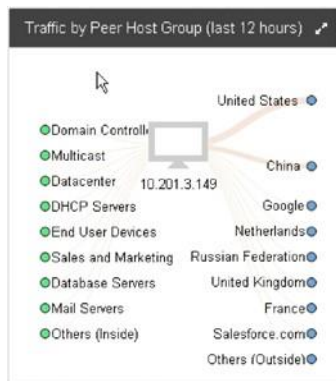 Traffic by Peer Host Group (last 12 hours)
United States
Domain Controlle
Multicast
China
Datacenter
10.201.3.149
DHCP Servers
Google
End User Devices
Netherlands
Sales and Marketing
Russian Federation
Database Servers
United Kingdom
Mail Servers
France
Others (Inside)
Salesforce.com
Others (Outside)